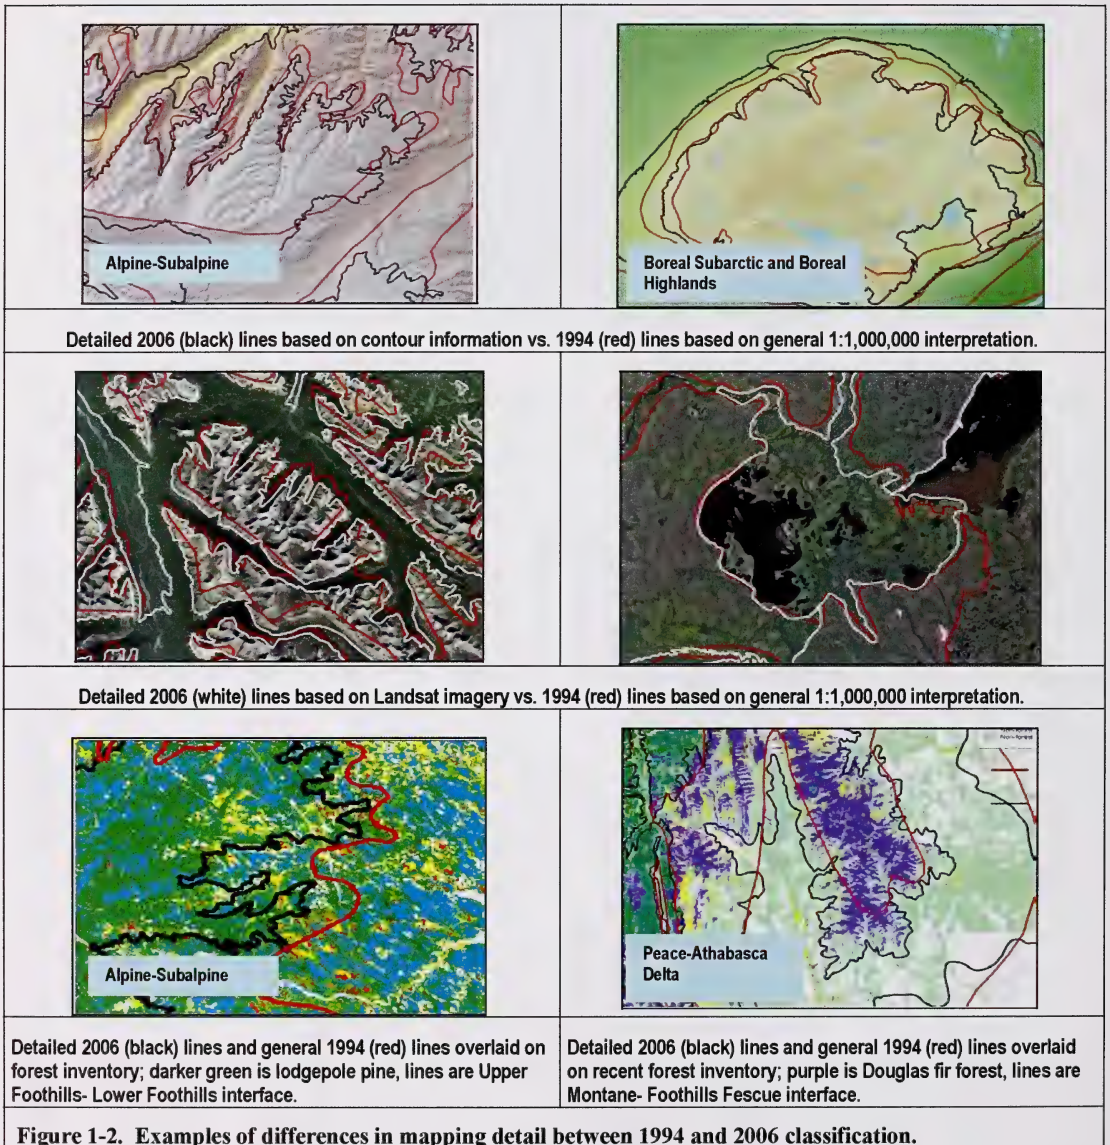 Alpine-Subalpine
Boreal Subarctic and Boreal
Highlands
Detailed 2006 (black) lines based on contour information vs. 1994 (red) lines based on general 1:1,000,000 interpretation.
Detailed 2006 (white) lines based on Landsat imagery vs. 1994 (red) lines based on general 1:1,000,000 interpretation.
Alpine-Subalpine
Peace-Athabasca
Delta
Detailed 2006 (black) lines and general 1994 (red) lines overlaid on
forest inventory; darker green is lodgepole pine, lines are Upper
Foothills- Lower Foothills interface.
Detailed 2006 (black) lines and general 1994 (red) lines overlaid
on recent forest inventory; purple is Douglas fir forest, lines are
Montane- Foothills Fescue interface.
Figure 1-2. Examples of differences in mapping detail between 1994 and 2006 classification.